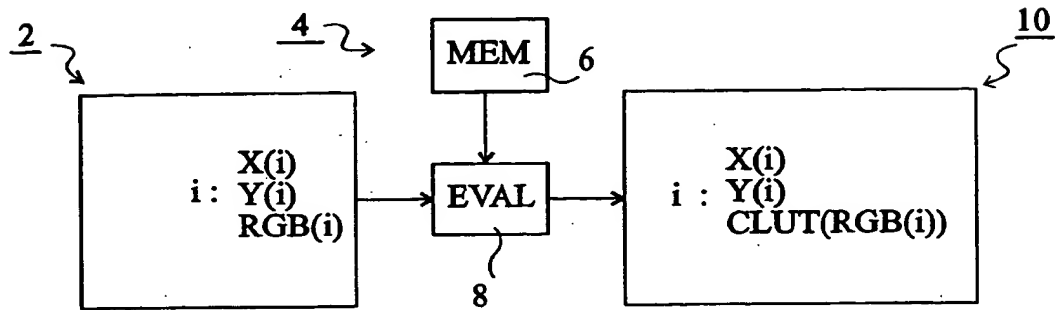 2
4
MEM
6
10
X(i)
i : Y(i)
RGB(i)
EVAL
8
X(i)
i : Y(i)
CLUT(RGB(i))